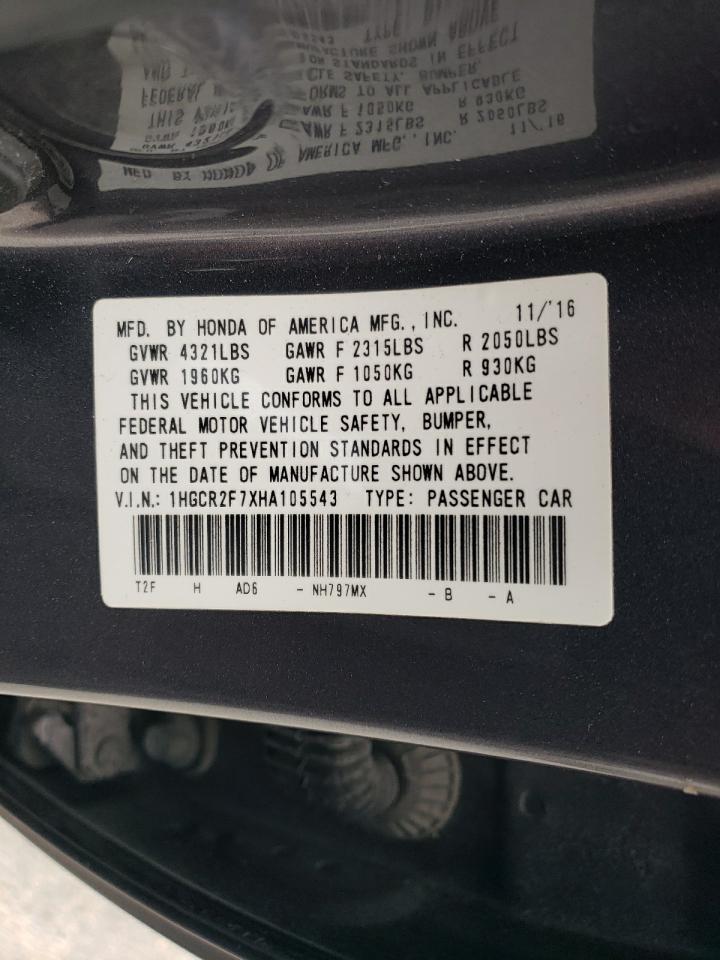 MFD. BY HONDA OF AMERICA MFG., INC. 11/'16
GVWR 4321LBS GAWR F 2315LBS R 2050LBS
GVWR 1960KG GAWR F 1050KG R 930KG
THIS VEHICLE CONFORMS TO ALL APPLICABLE
FEDERAL MOTOR VEHICLE SAFETY, BUMPER,
AND THEFT PREVENTION STANDARDS IN EFFECT
ON THE DATE OF MANUFACTURE SHOWN ABOVE.
V.I.N.: 1HGCR2F7XHA105543 TYPE: PASSENGER CAR
T2F H AD6 - NH797MX - B - A